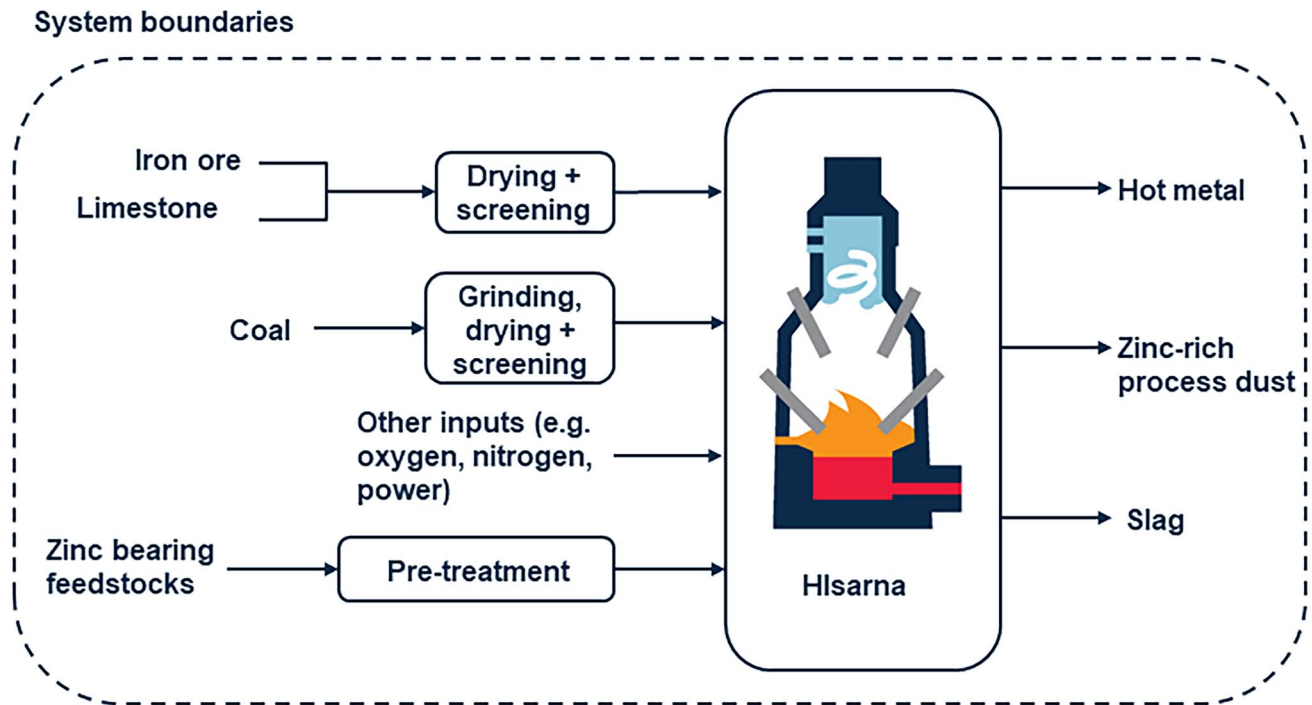 System boundaries
Iron ore
Limestone
Drying +
screening
Hot metal
Coal
Grinding,
drying +
screening
Zinc-rich
process dust
Other inputs (e.g.
oxygen, nitrogen,
power)
Slag
Zinc bearing
feedstocks
Pre-treatment
HIsarna